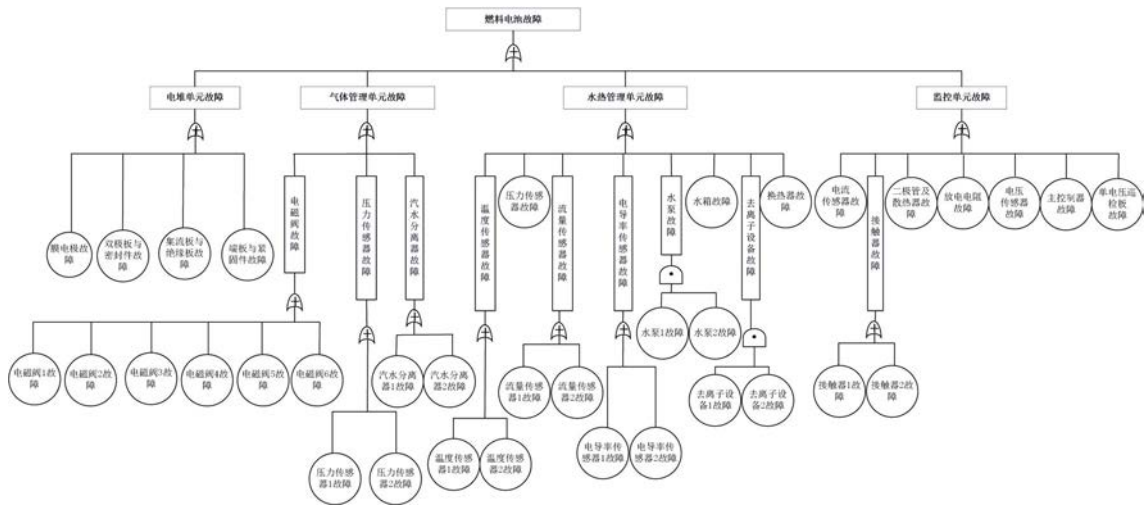 燃料电池故障
电堆单元故障
气体管理单元故障
水热管理单元故障
监控单元故障
膜电极故
障
双极板与
密封件故
障
集流板与
绝缘板故
障
端板与紧
固件故障
电磁阀故障
压力传感器故障
汽水分离器故障
温度传感器故障
压力传感
器故障
流量传感器故障
电导率传感器故障
水泵故障
水箱故障
去离子设备故障
换热器故
障
电流
传感器故
障
接触器故障
二极管及
散热器故
障
放电电阻
故障
电压
传感器故
障
主控制器
故障
单电压巡
检板故障
电磁阀1故
障
电磁阀2故
障
电磁阀3故
障
电磁阀4故
障
电磁阀5故
障
电磁阀6故
障
汽水分离
器1故障
汽水分离
器2故障
压力传感
器1故障
压力传感
器2故障
温度传感
器1故障
温度传感
器2故障
流量传感
器1故障
流量传感
器2故障
电导率传
感器1故障
电导率传
感器2故障
水泵1故障
水泵2故障
去离子设
备1故障
去离子设
备2故障
接触器1故
障
接触器2故
障